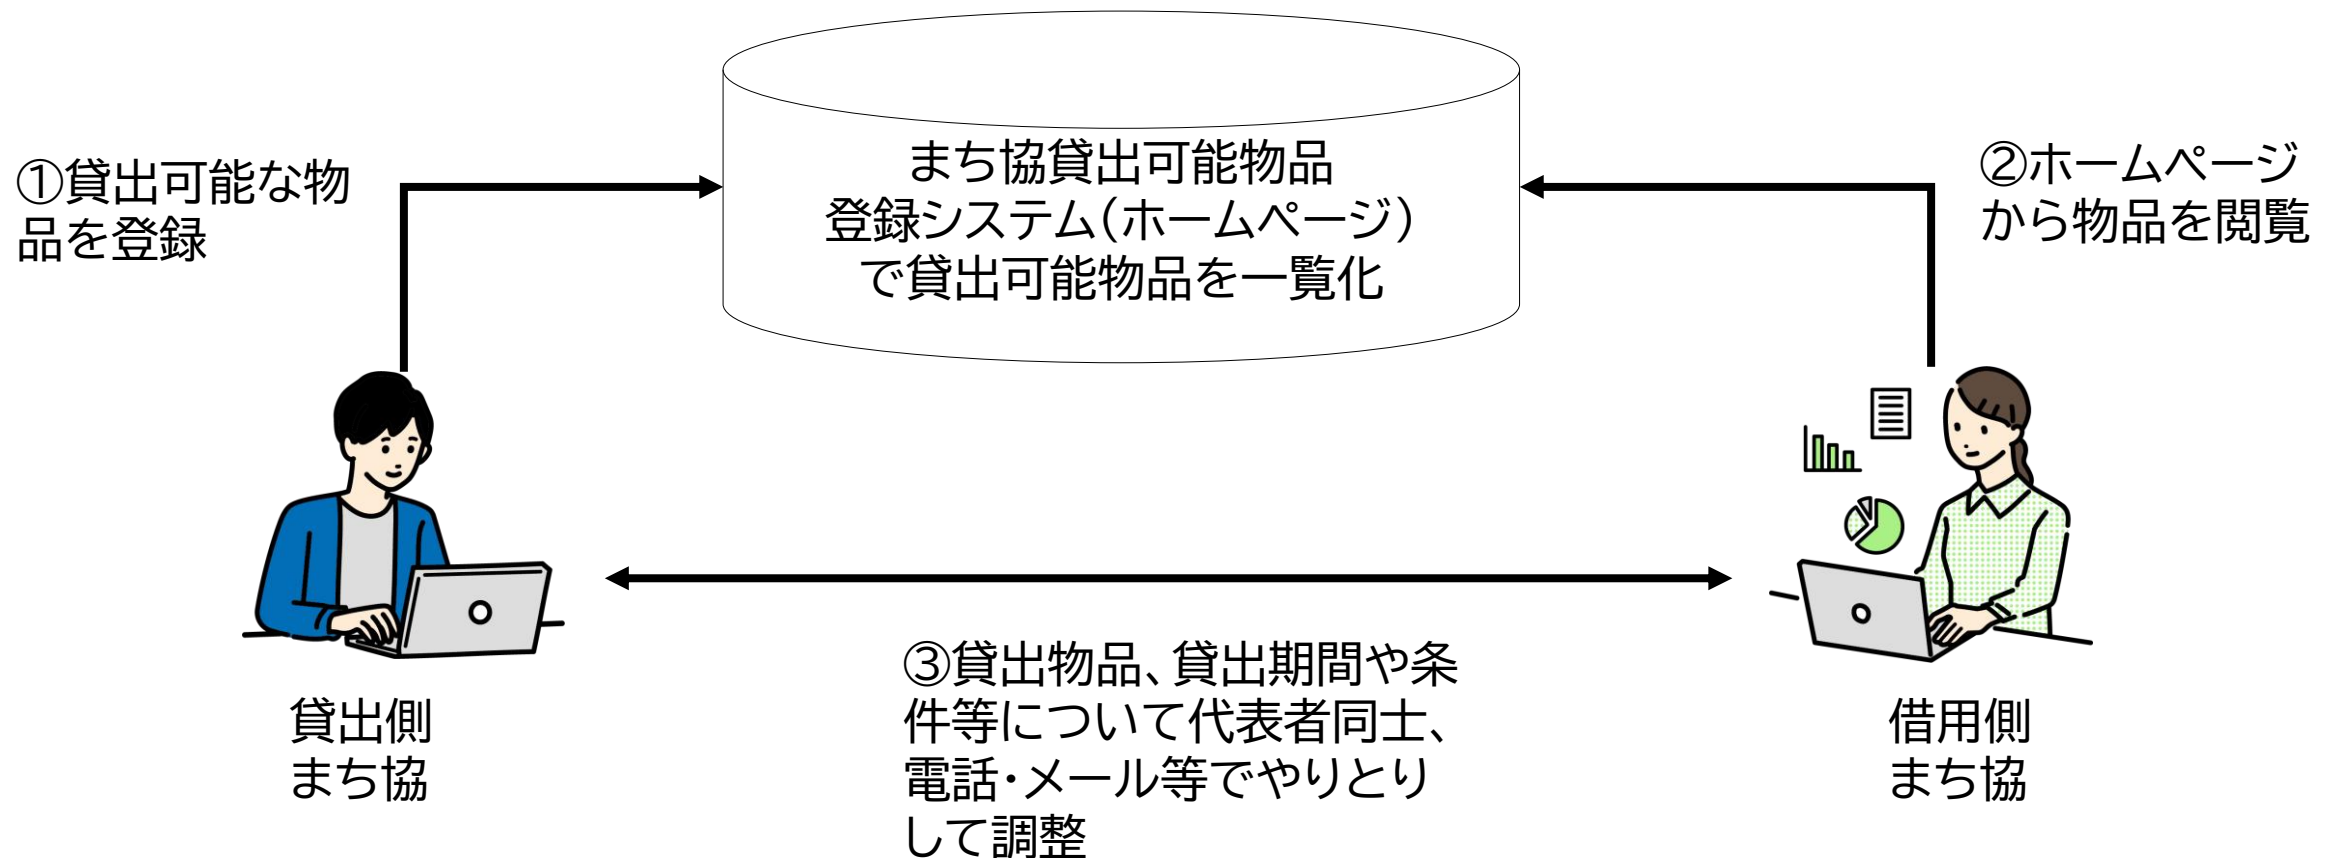 ①貸出可能な物
品を登録
まち協貸出可能物品
登録システム(ホームページ)
で貸出可能物品を一覧化
②ホームページ
から物品を閲覧
③貸出物品、貸出期間や条
件等について代表者同士、
電話・メール等でやりとり
して調整
貸出側
まち協
借用側
まち協